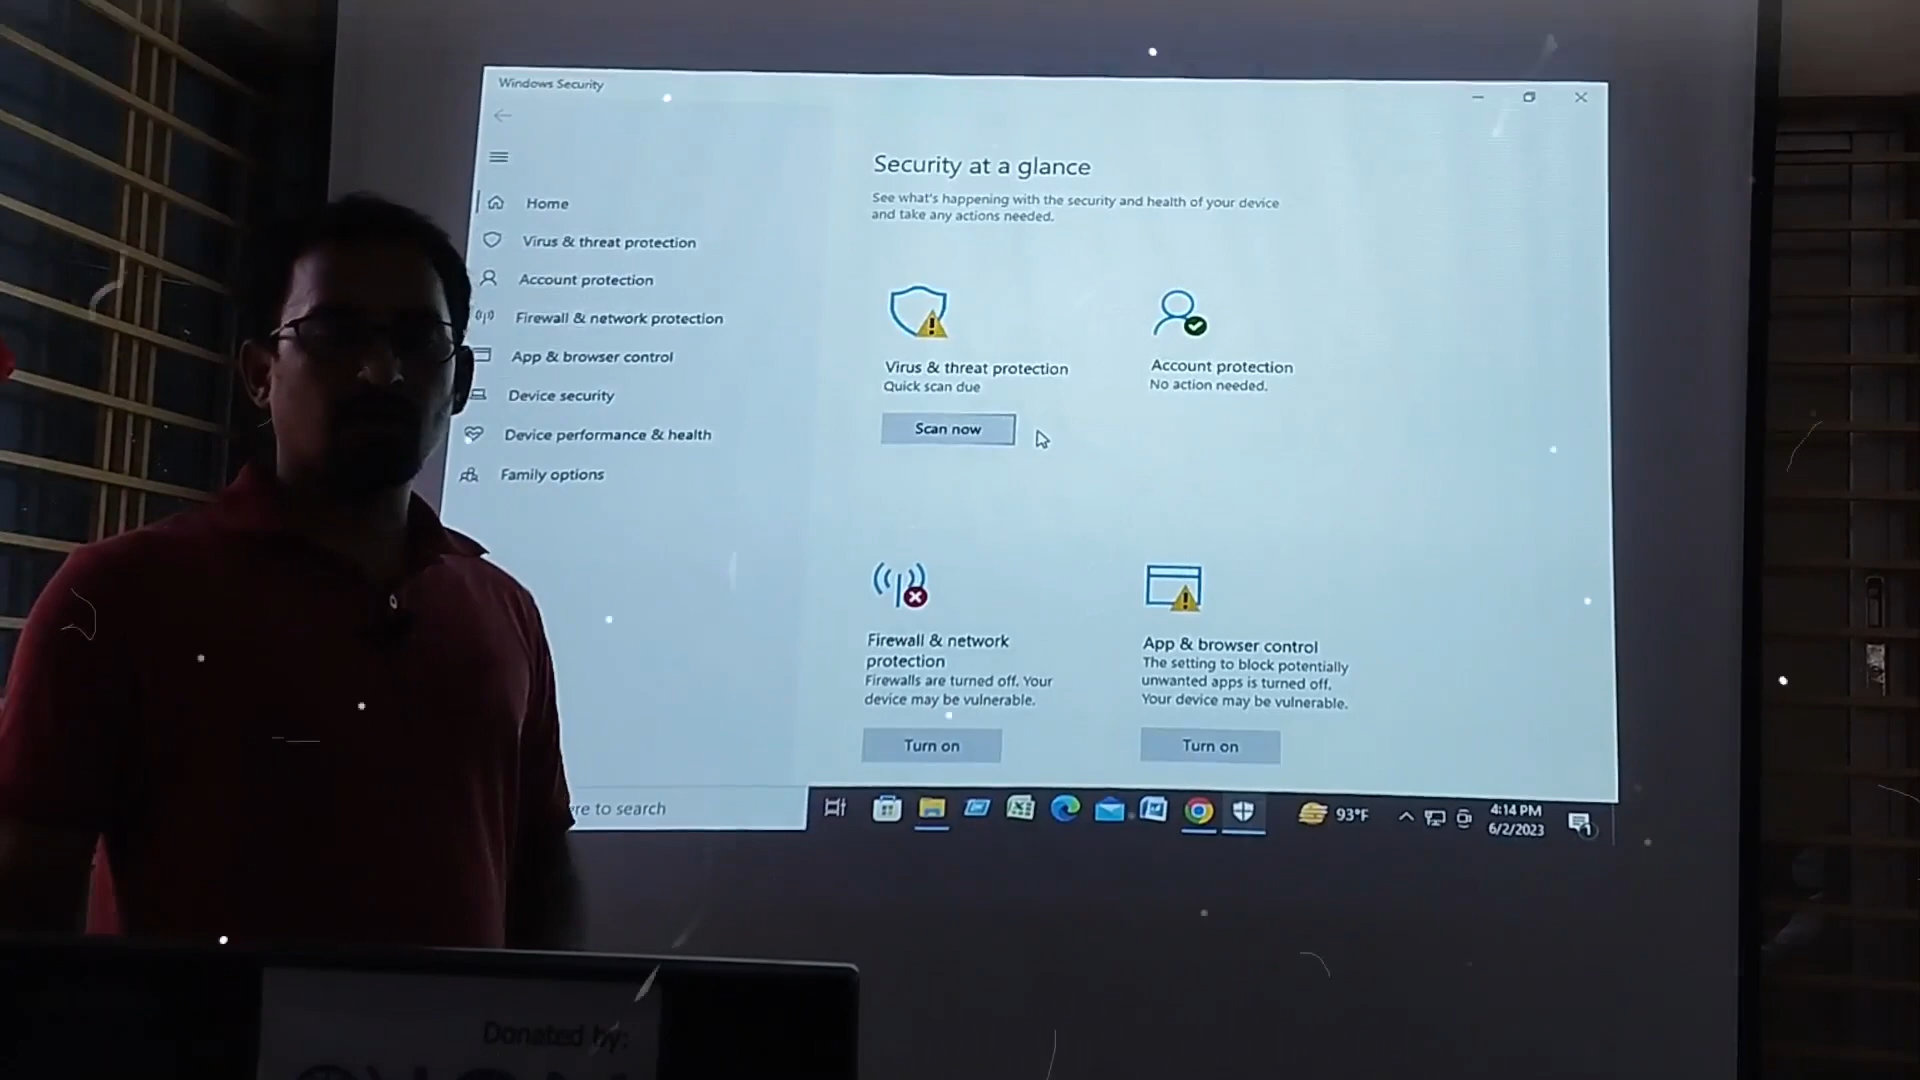 Windows Security
Home
Virus & threat protection
Account protection
Firewall & network protection
App & browser control
Device security
Device performance & health
Family options
Security at a glance
See what's happening with the security and health of your device
and take any actions needed.
Virus & threat protection
Quick scan due
Scan now
Account protection
No action needed.
Firewall & network
protection
Firewalls are turned off. Your
device may be vulnerable.
Turn on
App & browser control
The setting to block potentially
unwanted apps is turned off.
Your device may be vulnerable.
Turn on
re to search
93°F
4:14 PM
6/2/2023
1
Donated by: